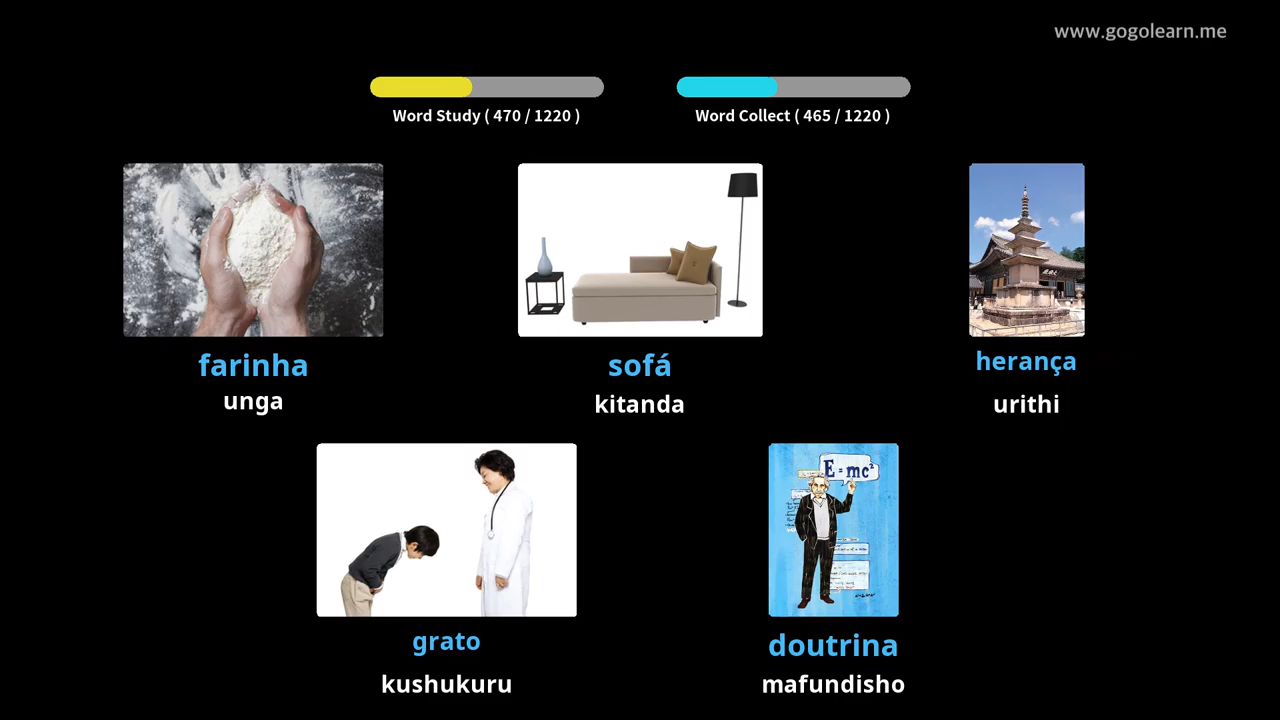 www.gogolearn.me
Word Study ( 470 / 1220 )
Word Collect ( 465 / 1220 )
farinha
unga
sofá
kitanda
herança
urithi
E=mc²
grato
kushukuru
doutrina
mafundisho